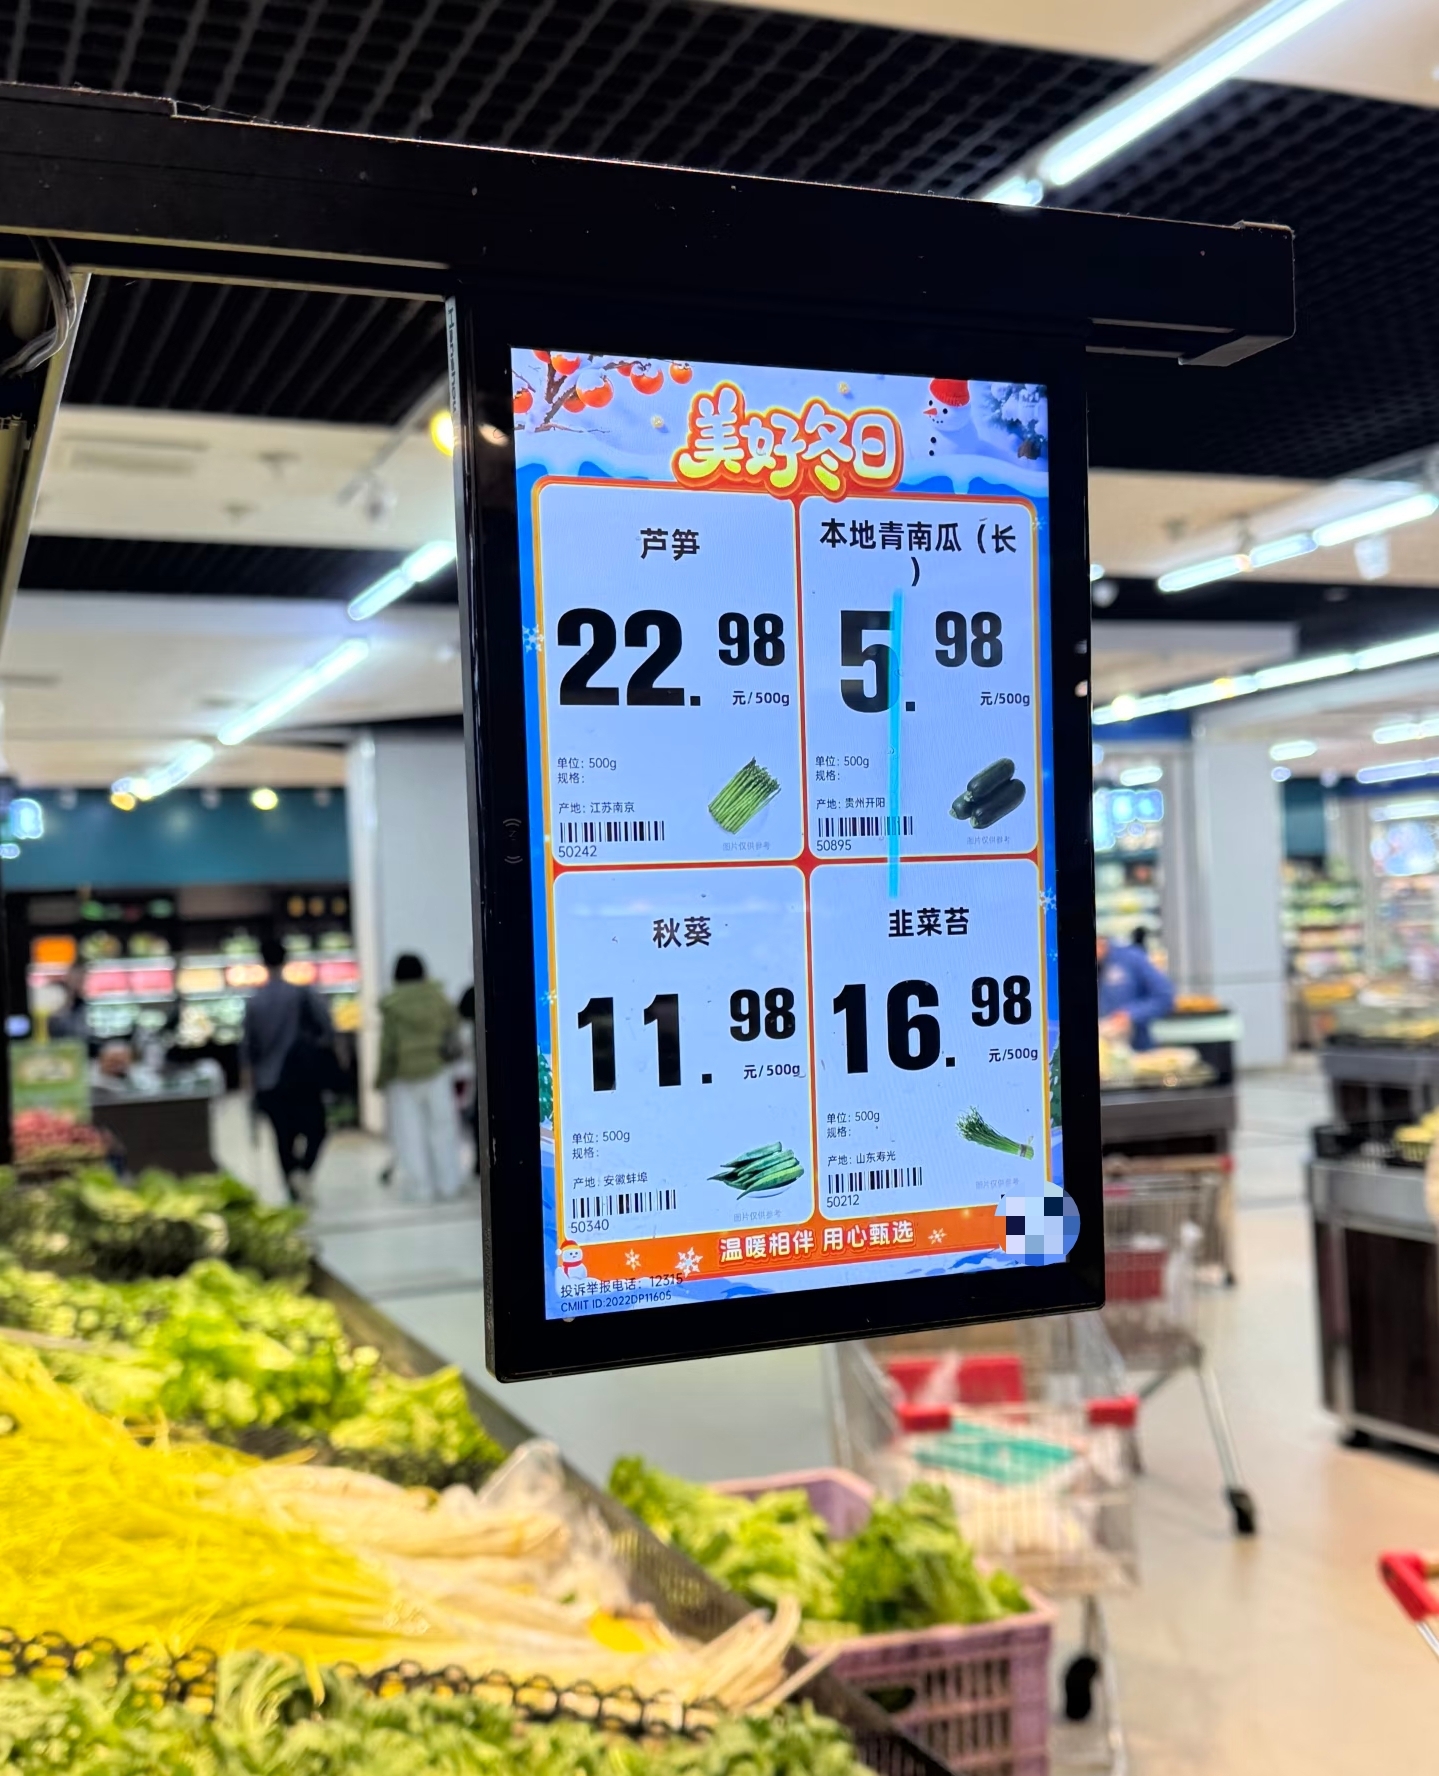 Hanshow
美好冬日
芦笋
22.98
元/500g
单位: 500g
规格:
产地: 江苏南京
50242
图片仅供参考
本地青南瓜（长
）
5.98
元/500g
单位: 500g
规格:
产地: 贵州开阳
50895
图片仅供参考
秋葵
11.98
元/500g
单位: 500g
规格:
产地: 安徽蚌埠
50340
图片仅供参考
韭菜苔
16.98
元/500g
单位: 500g
规格:
产地: 山东寿光
50212
图片仅供参考
温暖相伴 用心甄选
投诉举报电话: 12315
CMIIT ID:2022DP11605